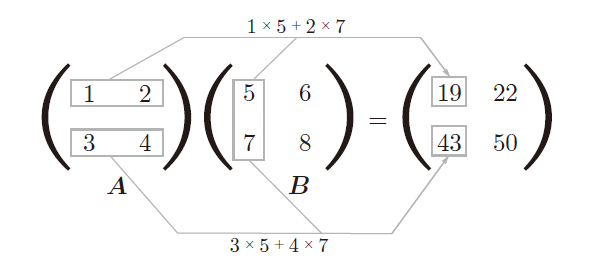 1 × 5 + 2 × 7
1 2 5 6 19 22
=
3 4 7 8 43 50
A B
3 × 5 + 4 × 7